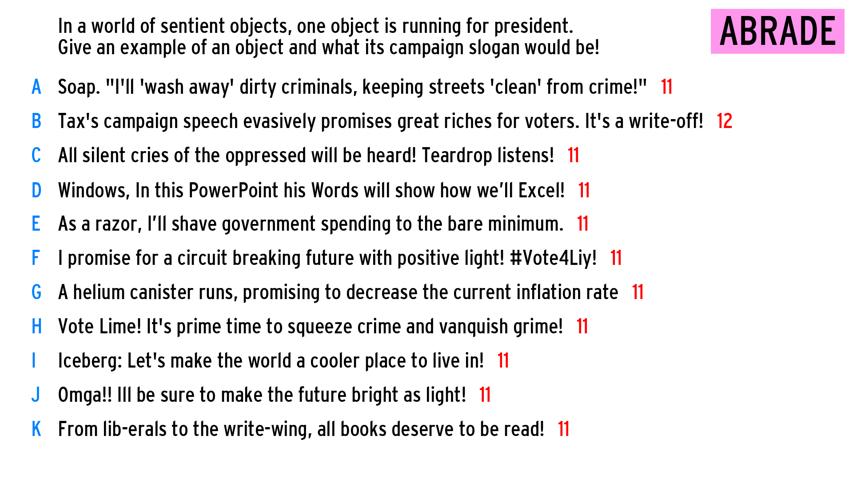 In a world of sentient objects, one object is running for president.
Give an example of an object and what its campaign slogan would be!
ABRADE
A Soap. "I'll 'wash away' dirty criminals, keeping streets 'clean' from crime!" 11
B Tax's campaign speech evasively promises great riches for voters. It's a write-off! 12
C All silent cries of the oppressed will be heard! Teardrop listens! 11
D Windows, In this PowerPoint his Words will show how we'll Excel! 11
E As a razor, I'll shave government spending to the bare minimum. 11
F I promise for a circuit breaking future with positive light! #Vote4Liy! 11
G A helium canister runs, promising to decrease the current inflation rate 11
H Vote Lime! It's prime time to squeeze crime and vanquish grime! 11
I Iceberg: Let's make the world a cooler place to live in! 11
J Omga!! Ill be sure to make the future bright as light! 11
K From lib-erals to the write-wing, all books deserve to be read! 11